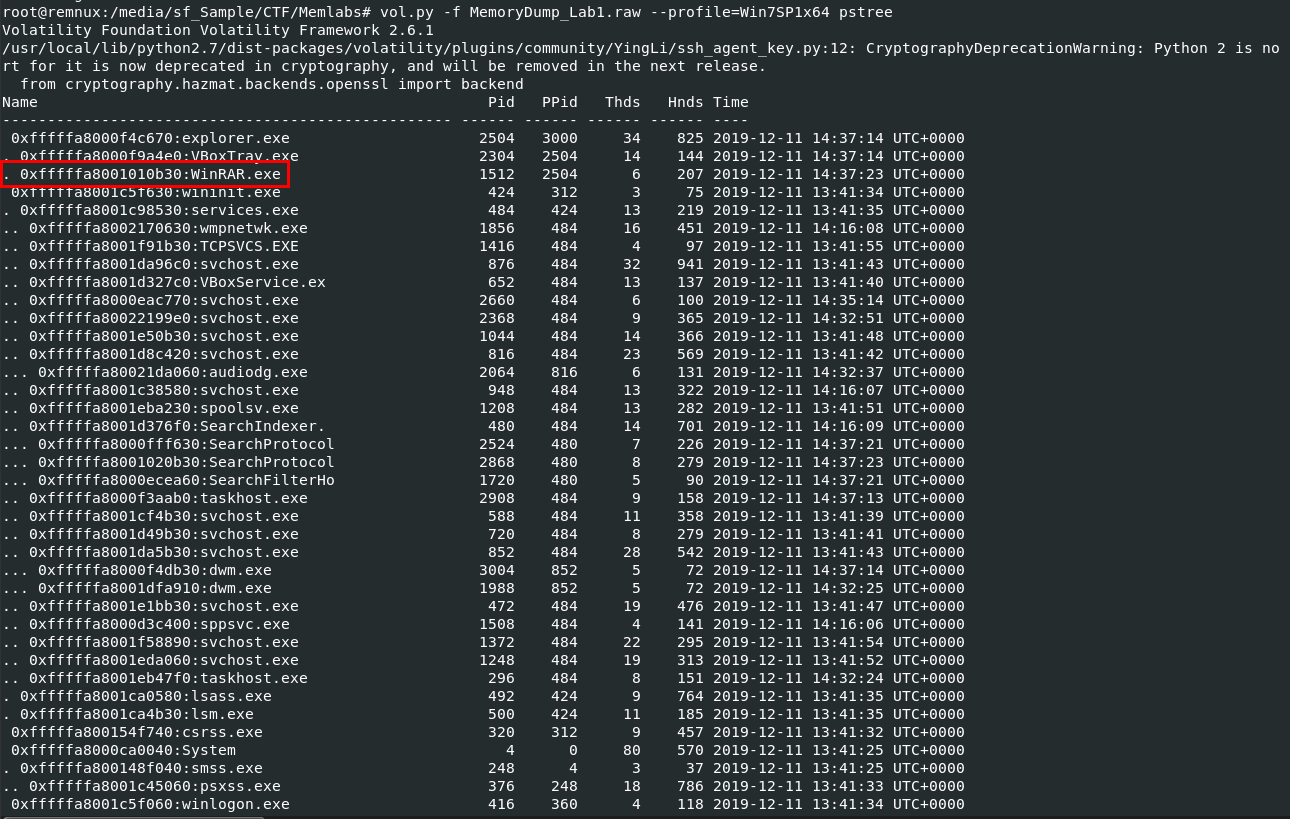 root@remnux:/media/sf_Sample/CTF/Memlabs# vol.py -f MemoryDump_Lab1.raw --profile=Win7SP1x64 pstree
Volatility Foundation Volatility Framework 2.6.1
/usr/local/lib/python2.7/dist-packages/volatility/plugins/community/YingLi/ssh_agent_key.py:12: CryptographyDeprecationWarning: Python 2 is no
rt for it is now deprecated in cryptography, and will be removed in the next release.
  from cryptography.hazmat.backends.openssl import backend
Name                                                  Pid   PPid   Thds   Hnds Time
-------------------------------------------------- ------ ------ ------ ------ ----
 0xfffffa8000f4c670:explorer.exe                     2504   3000     34    825 2019-12-11 14:37:14 UTC+0000
. 0xfffffa8000f9a4e0:VBoxTray.exe                    2304   2504     14    144 2019-12-11 14:37:14 UTC+0000
. 0xfffffa8001010b30:WinRAR.exe                      1512   2504      6    207 2019-12-11 14:37:23 UTC+0000
 0xfffffa8001c5f630:wininit.exe                       424    312      3     75 2019-12-11 13:41:34 UTC+0000
. 0xfffffa8001c98530:services.exe                     484    424     13    219 2019-12-11 13:41:35 UTC+0000
.. 0xfffffa8002170630:wmpnetwk.exe                   1856    484     16    451 2019-12-11 14:16:08 UTC+0000
.. 0xfffffa8001f91b30:TCPSVCS.EXE                    1416    484      4     97 2019-12-11 13:41:55 UTC+0000
.. 0xfffffa8001da96c0:svchost.exe                     876    484     32    941 2019-12-11 13:41:43 UTC+0000
.. 0xfffffa8001d327c0:VBoxService.ex                  652    484     13    137 2019-12-11 13:41:40 UTC+0000
.. 0xfffffa8000eac770:svchost.exe                    2660    484      6    100 2019-12-11 14:35:14 UTC+0000
.. 0xfffffa80022199e0:svchost.exe                    2368    484      9    365 2019-12-11 14:32:51 UTC+0000
.. 0xfffffa8001e50b30:svchost.exe                    1044    484     14    366 2019-12-11 13:41:48 UTC+0000
.. 0xfffffa8001d8c420:svchost.exe                     816    484     23    569 2019-12-11 13:41:42 UTC+0000
... 0xfffffa80021da060:audiodg.exe                   2064    816      6    131 2019-12-11 14:32:37 UTC+0000
.. 0xfffffa8001c38580:svchost.exe                     948    484     13    322 2019-12-11 14:16:07 UTC+0000
.. 0xfffffa8001eba230:spoolsv.exe                    1208    484     13    282 2019-12-11 13:41:51 UTC+0000
.. 0xfffffa8001d376f0:SearchIndexer.                  480    484     14    701 2019-12-11 14:16:09 UTC+0000
... 0xfffffa8000fff630:SearchProtocol                2524    480      7    226 2019-12-11 14:37:21 UTC+0000
... 0xfffffa8001020b30:SearchProtocol                2868    480      8    279 2019-12-11 14:37:23 UTC+0000
... 0xfffffa8000ecea60:SearchFilterHo                1720    480      5     90 2019-12-11 14:37:21 UTC+0000
.. 0xfffffa8000f3aab0:taskhost.exe                   2908    484      9    158 2019-12-11 14:37:13 UTC+0000
.. 0xfffffa8001cf4b30:svchost.exe                     588    484     11    358 2019-12-11 13:41:39 UTC+0000
.. 0xfffffa8001d49b30:svchost.exe                     720    484      8    279 2019-12-11 13:41:41 UTC+0000
.. 0xfffffa8001da5b30:svchost.exe                     852    484     28    542 2019-12-11 13:41:43 UTC+0000
... 0xfffffa8000f4db30:dwm.exe                       3004    852      5     72 2019-12-11 14:37:14 UTC+0000
... 0xfffffa8001dfa910:dwm.exe                       1988    852      5     72 2019-12-11 14:32:25 UTC+0000
.. 0xfffffa8001e1bb30:svchost.exe                     472    484     19    476 2019-12-11 13:41:47 UTC+0000
.. 0xfffffa8000d3c400:sppsvc.exe                     1508    484      4    141 2019-12-11 14:16:06 UTC+0000
.. 0xfffffa8001f58890:svchost.exe                    1372    484     22    295 2019-12-11 13:41:54 UTC+0000
.. 0xfffffa8001eda060:svchost.exe                    1248    484     19    313 2019-12-11 13:41:52 UTC+0000
.. 0xfffffa8001eb47f0:taskhost.exe                    296    484      8    151 2019-12-11 14:32:24 UTC+0000
. 0xfffffa8001ca0580:lsass.exe                        492    424      9    764 2019-12-11 13:41:35 UTC+0000
. 0xfffffa8001ca4b30:lsm.exe                          500    424     11    185 2019-12-11 13:41:35 UTC+0000
 0xfffffa800154f740:csrss.exe                         320    312      9    457 2019-12-11 13:41:32 UTC+0000
 0xfffffa8000ca0040:System                              4      0     80    570 2019-12-11 13:41:25 UTC+0000
. 0xfffffa800148f040:smss.exe                         248      4      3     37 2019-12-11 13:41:25 UTC+0000
.. 0xfffffa8001c45060:psxss.exe                       376    248     18    786 2019-12-11 13:41:33 UTC+0000
 0xfffffa8001c5f060:winlogon.exe                      416    360      4    118 2019-12-11 13:41:34 UTC+0000